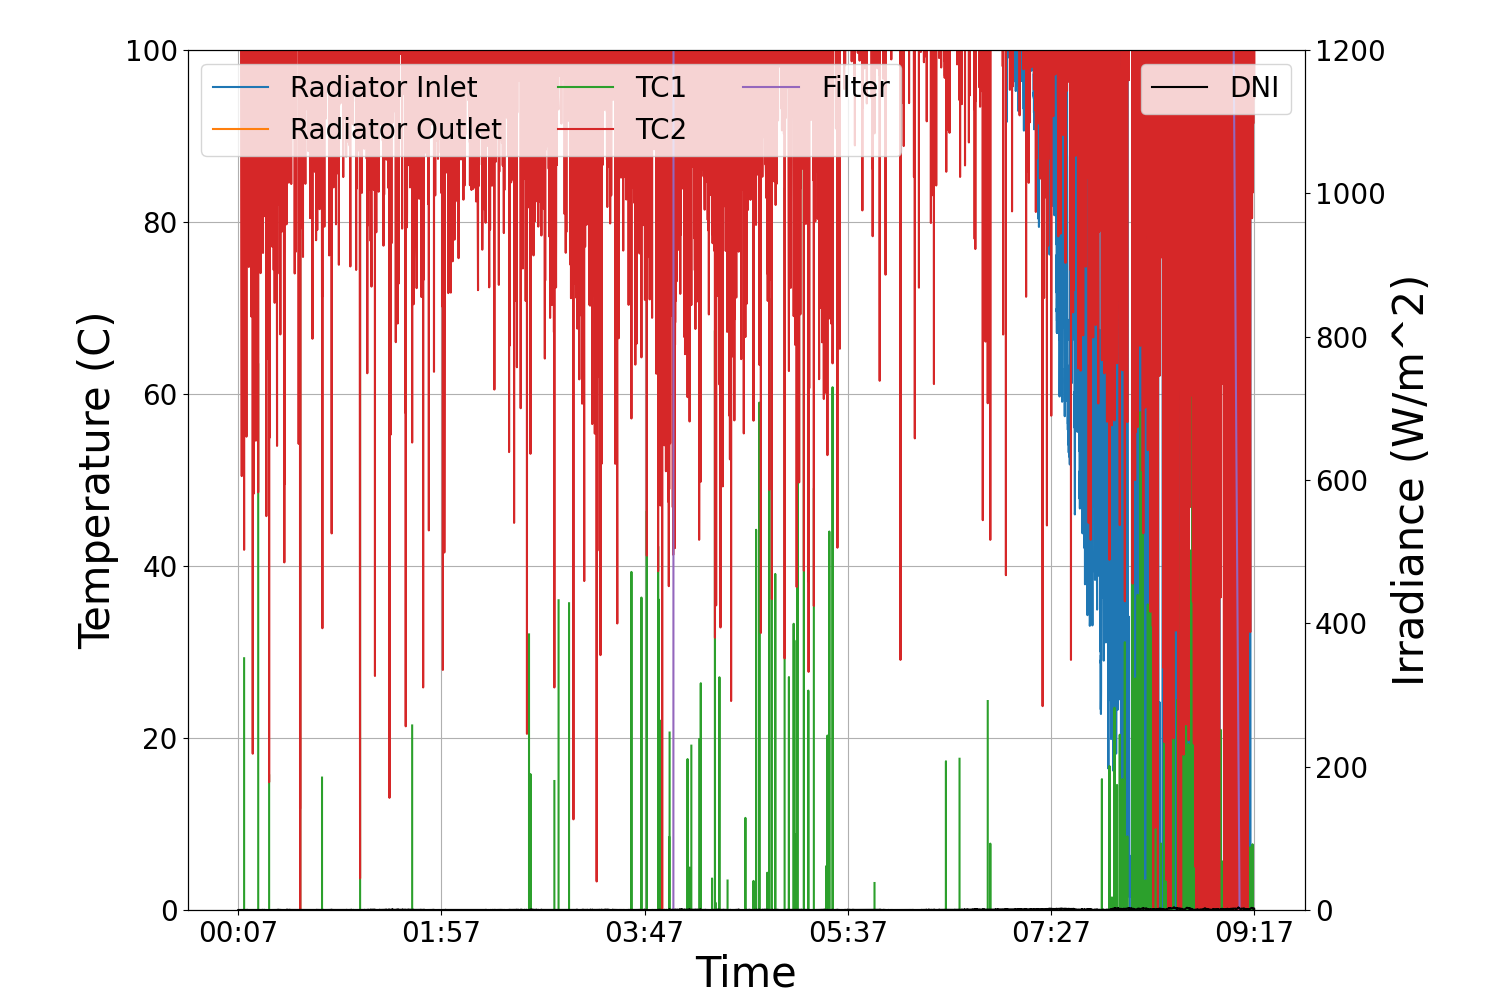 Radiator Inlet
Radiator Outlet
TC1
TC2
Filter
DNI
100
80
60
40
20
0
Temperature (C)
1200
1000
800
600
400
200
0
Irradiance (W/m^2)
00:07 01:57 03:47 05:37 07:27 09:17
Time